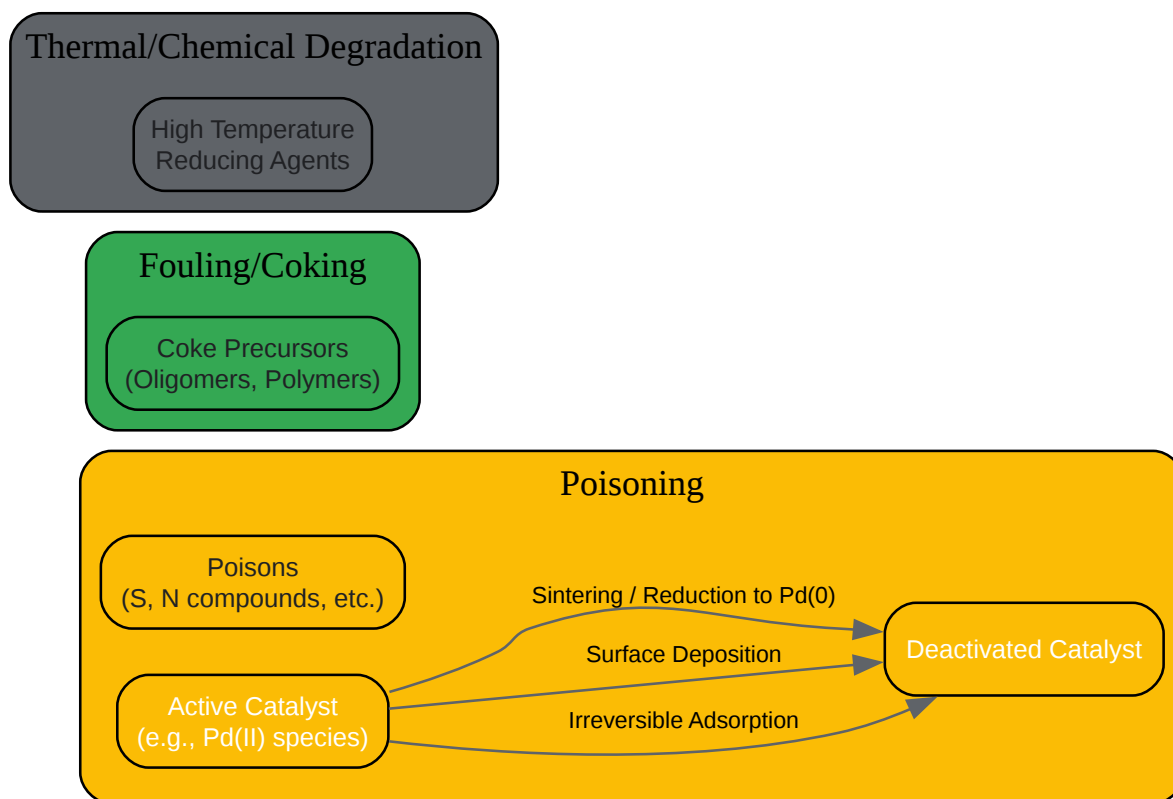 Thermal/Chemical Degradation
High Temperature
Reducing Agents
Fouling/Coking
Coke Precursors
(Oligomers, Polymers)
Poisoning
Poisons
(S, N compounds, etc.)
Sintering / Reduction to Pd(0)
Surface Deposition
Deactivated Catalyst
Active Catalyst
(e.g., Pd(II) species)
Irreversible Adsorption